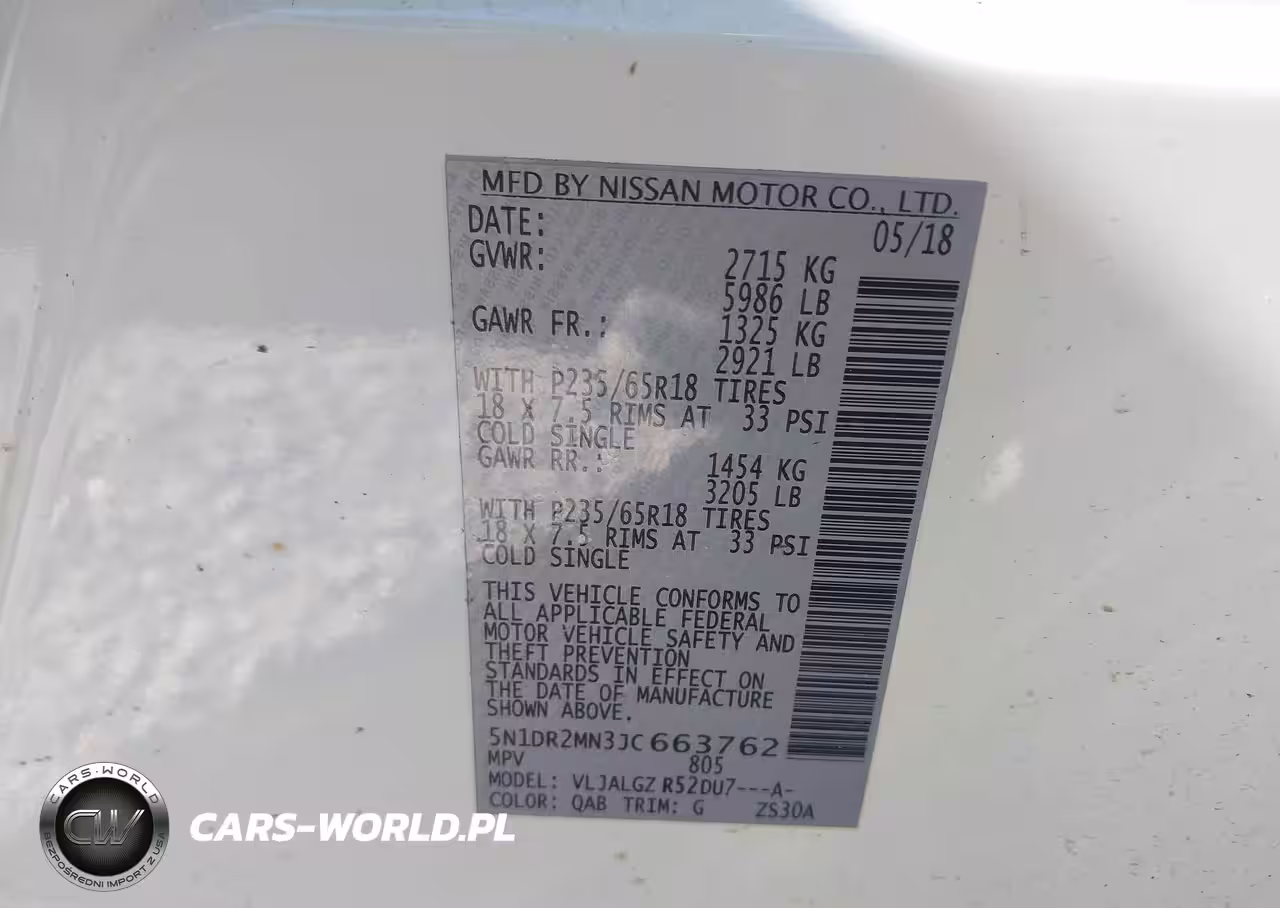 MFD BY NISSAN MOTOR CO., LTD.
DATE: 05/18
GVWR: 2715 KG
5986 LB
GAWR FR.: 1325 KG
2921 LB
WITH P235/65R18 TIRES
18 X 7.5 RIMS AT 33 PSI
COLD SINGLE
GAWR RR.: 1454 KG
3205 LB
WITH P235/65R18 TIRES
18 X 7.5 RIMS AT 33 PSI
COLD SINGLE
THIS VEHICLE CONFORMS TO
ALL APPLICABLE FEDERAL
MOTOR VEHICLE SAFETY AND
THEFT PREVENTION
STANDARDS IN EFFECT ON
THE DATE OF MANUFACTURE
SHOWN ABOVE.
5N1DR2MN3JC663762
MPV 805
MODEL: VLJALGZ R52DU7---A-
COLOR: QAB TRIM: G ZS30A
CARS-WORLD
CW
BEZPOŚREDNI IMPORT Z USA
CARS-WORLD.PL